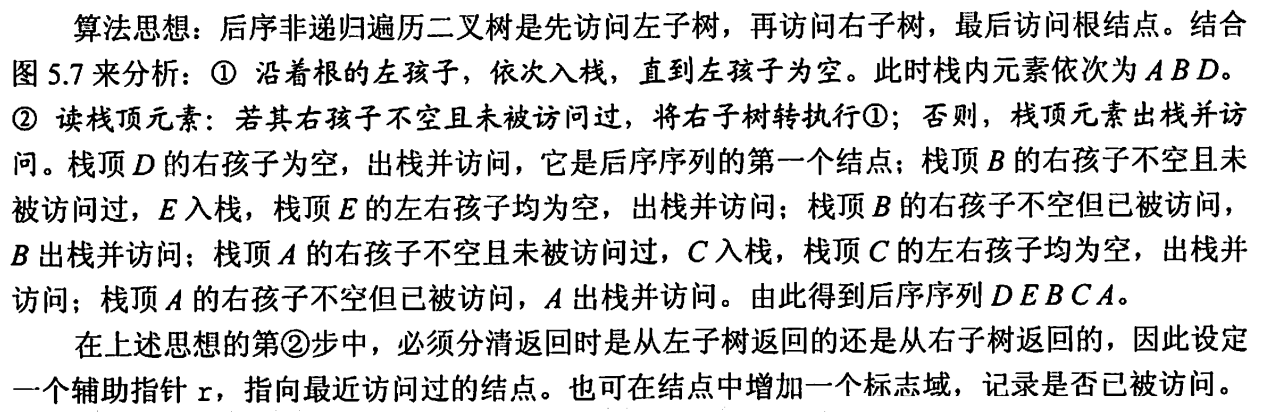 算法思想：后序非递归遍历二叉树是先访问左子树，再访问右子树，最后访问根结点。结合
图 5.7 来分析：① 沿着根的左孩子，依次入栈，直到左孩子为空。此时栈内元素依次为 A B D。
② 读栈顶元素：若其右孩子不空且未被访问过，将右子树转执行①；否则，栈顶元素出栈并访
问。栈顶 D 的右孩子为空，出栈并访问，它是后序序列的第一个结点；栈顶 B 的右孩子不空且未
被访问过，E 入栈，栈顶 E 的左右孩子均为空，出栈并访问；栈顶 B 的右孩子不空但已被访问，
B 出栈并访问；栈顶 A 的右孩子不空且未被访问过，C 入栈，栈顶 C 的左右孩子均为空，出栈并
访问；栈顶 A 的右孩子不空但已被访问，A 出栈并访问。由此得到后序序列 D E B C A。
在上述思想的第②步中，必须分清返回时是从左子树返回的还是从右子树返回的，因此设定
一个辅助指针 r，指向最近访问过的结点。也可在结点中增加一个标志域，记录是否已被访问。